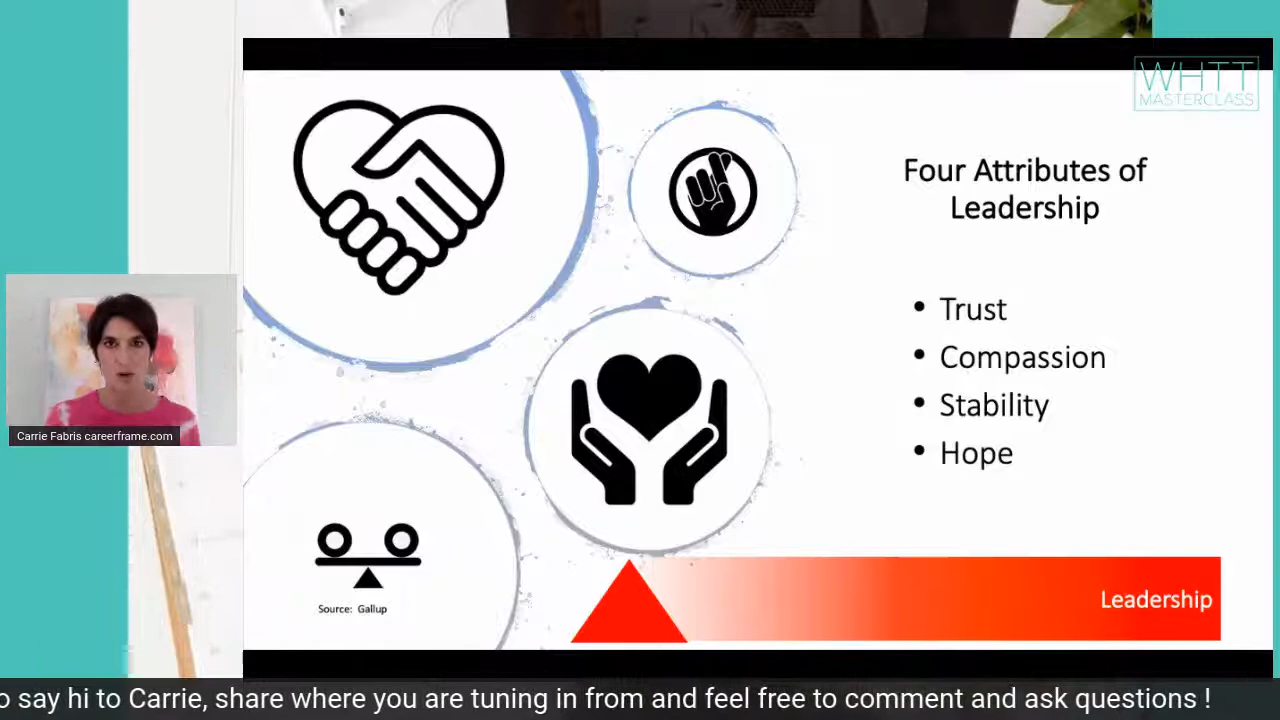 WHTT
MASTERCLASS
Four Attributes of
Leadership
• Trust
• Compassion
• Stability
• Hope
Carrie Fabris careerframe.com
Source: Gallup
Leadership
o say hi to Carrie, share where you are tuning in from and feel free to comment and ask questions !